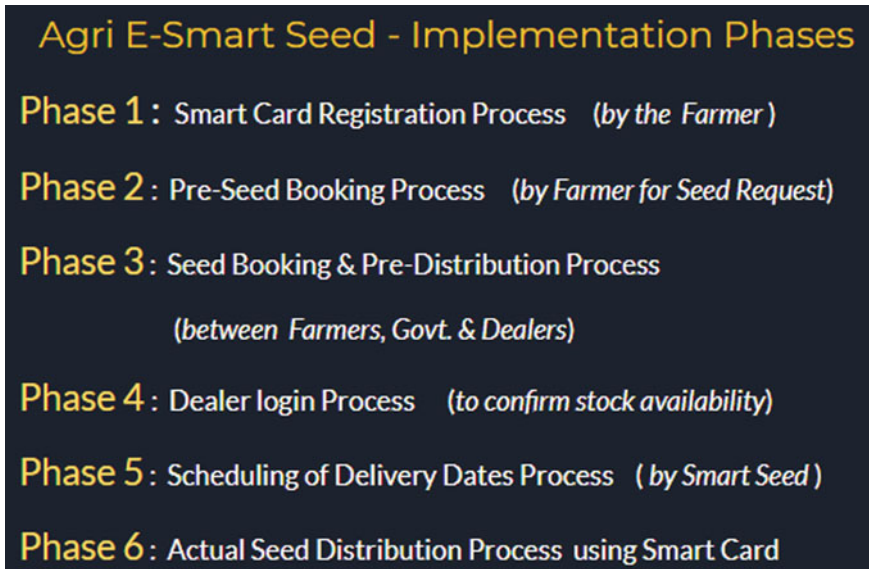 Agri E-Smart Seed - Implementation Phases
Phase 1 : Smart Card Registration Process (by the Farmer )
Phase 2 : Pre-Seed Booking Process (by Farmer for Seed Request)
Phase 3 : Seed Booking & Pre-Distribution Process
(between Farmers, Govt. & Dealers)
Phase 4 : Dealer login Process (to confirm stock availability)
Phase 5 : Scheduling of Delivery Dates Process ( by Smart Seed )
Phase 6 : Actual Seed Distribution Process using Smart Card